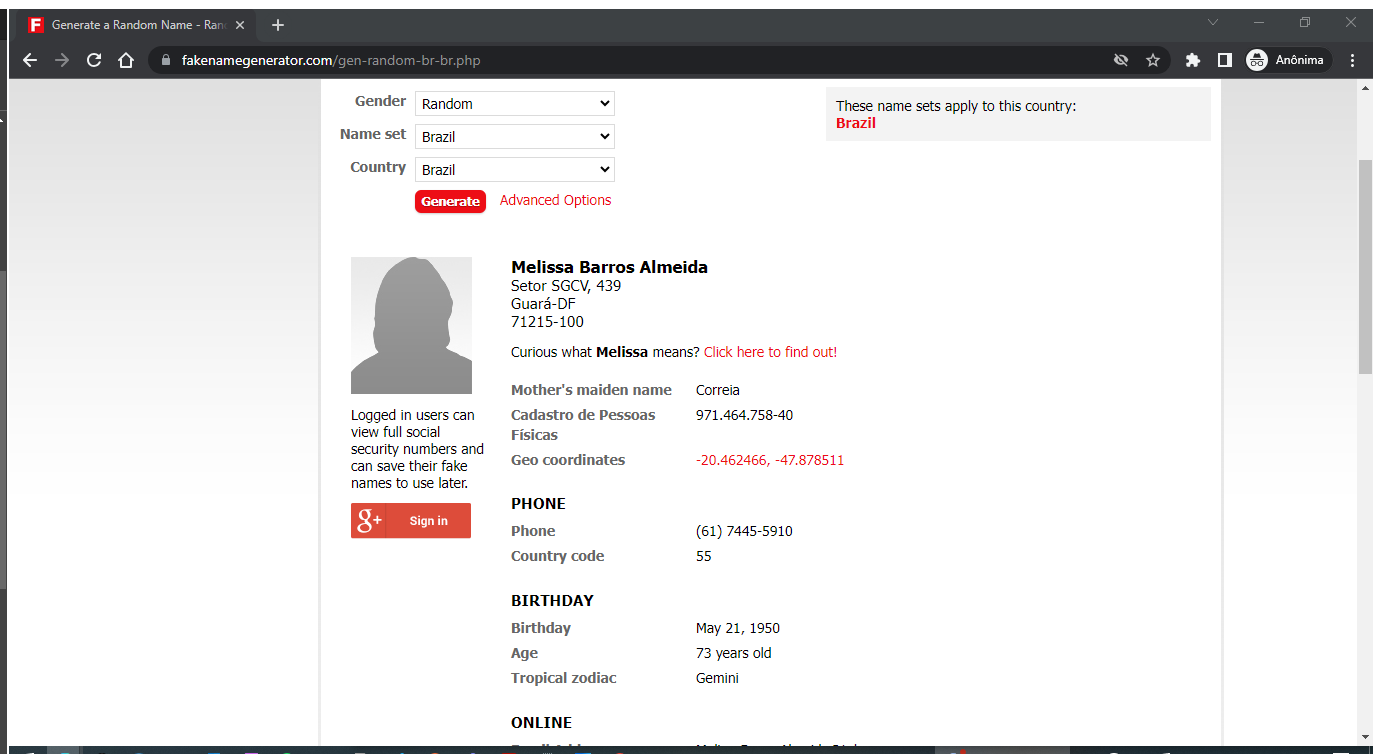 Generate a Random Name - Ran
fakenamegenerator.com/gen-random-br-br.php
Anônima
Gender
Random
Name set
Brazil
Country
Brazil
Generate
Advanced Options
These name sets apply to this country:
Brazil
Logged in users can
view full social
security numbers and
can save their fake
names to use later.
g+ Sign in
Melissa Barros Almeida
Setor SGCV, 439
Guará-DF
71215-100
Curious what Melissa means? Click here to find out!
Mother's maiden name Correia
Cadastro de Pessoas 971.464.758-40
Físicas
Geo coordinates -20.462466, -47.878511
PHONE
Phone (61) 7445-5910
Country code 55
BIRTHDAY
Birthday May 21, 1950
Age 73 years old
Tropical zodiac Gemini
ONLINE